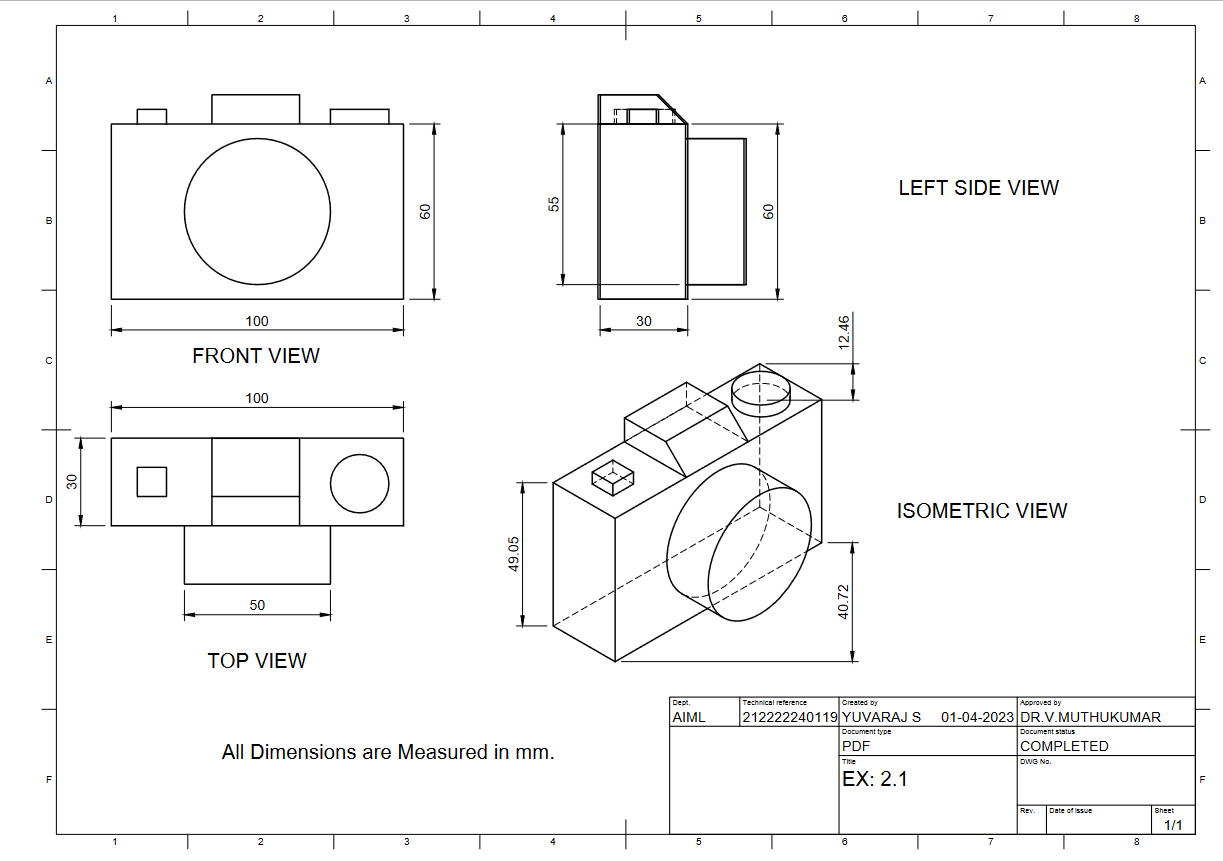 1 2 3 4 5 6 7 8
A A
55
60
60
LEFT SIDE VIEW
B B
100
30
12.46
FRONT VIEW
C C
100
30
D D
ISOMETRIC VIEW
49.05
40.72
50
E E
TOP VIEW
All Dimensions are Measured in mm.
Dept. Technical reference Created by Approved by
AIML 212222240119 YUVARAJ S 01-04-2023 DR.V.MUTHUKUMAR
Document type Document status
PDF COMPLETED
Title DWG No.
EX: 2.1
F F
Rev. Date of issue Sheet
1/1
1 2 3 4 5 6 7 8